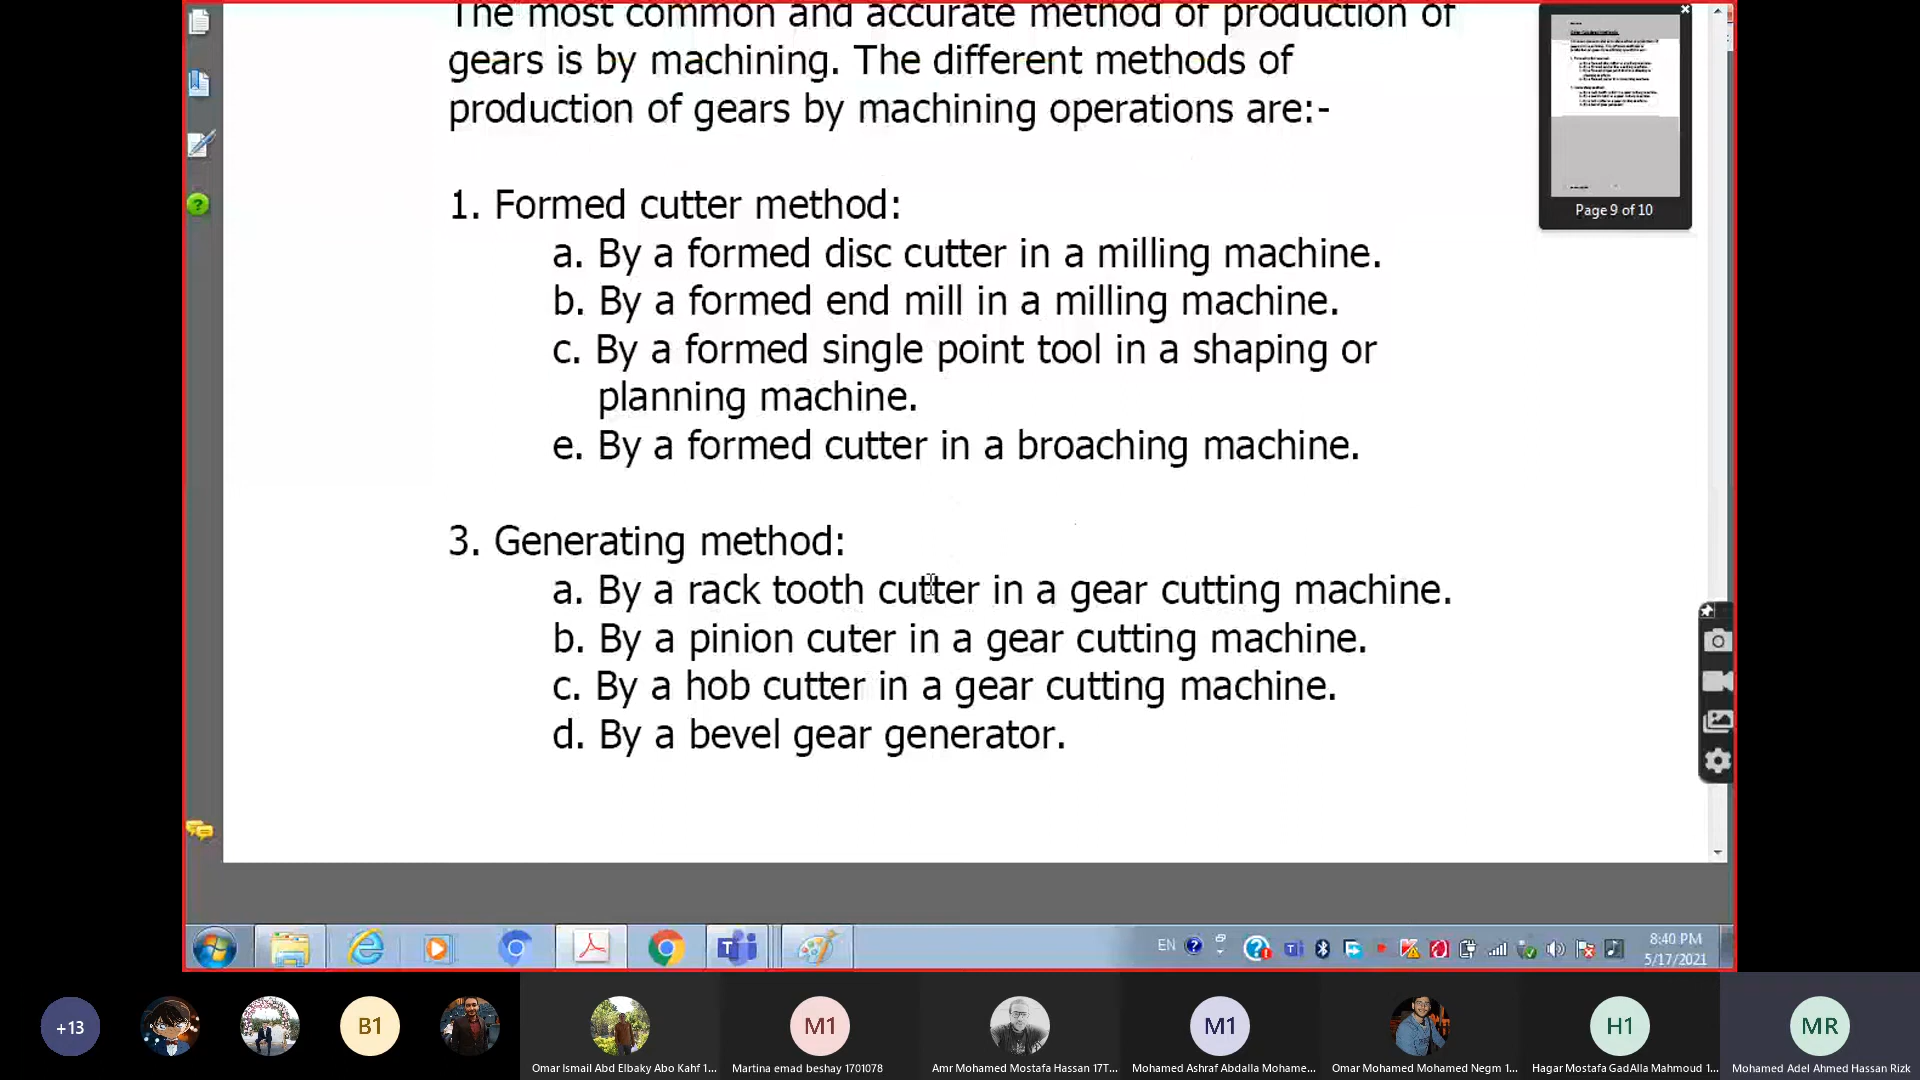 The most common and accurate method of production of
gears is by machining. The different methods of
production of gears by machining operations are:-
1. Formed cutter method:
a. By a formed disc cutter in a milling machine.
b. By a formed end mill in a milling machine.
c. By a formed single point tool in a shaping or
planning machine.
e. By a formed cutter in a broaching machine.
3. Generating method:
a. By a rack tooth cutter in a gear cutting machine.
b. By a pinion cuter in a gear cutting machine.
c. By a hob cutter in a gear cutting machine.
d. By a bevel gear generator.
Page 9 of 10
EN
8:40 PM
5/17/2021
+13
B1
M1
M1
H1
MR
Omar Ismail Abd Elbaky Abo Kahf 1...
Martina emad beshay 1701078
Amr Mohamed Mostafa Hassan 17T...
Mohamed Ashraf Abdalla Mohame...
Omar Mohamed Mohamed Negm 1...
Hagar Mostafa GadAlla Mahmoud 1...
Mohamed Adel Ahmed Hassan Rizk